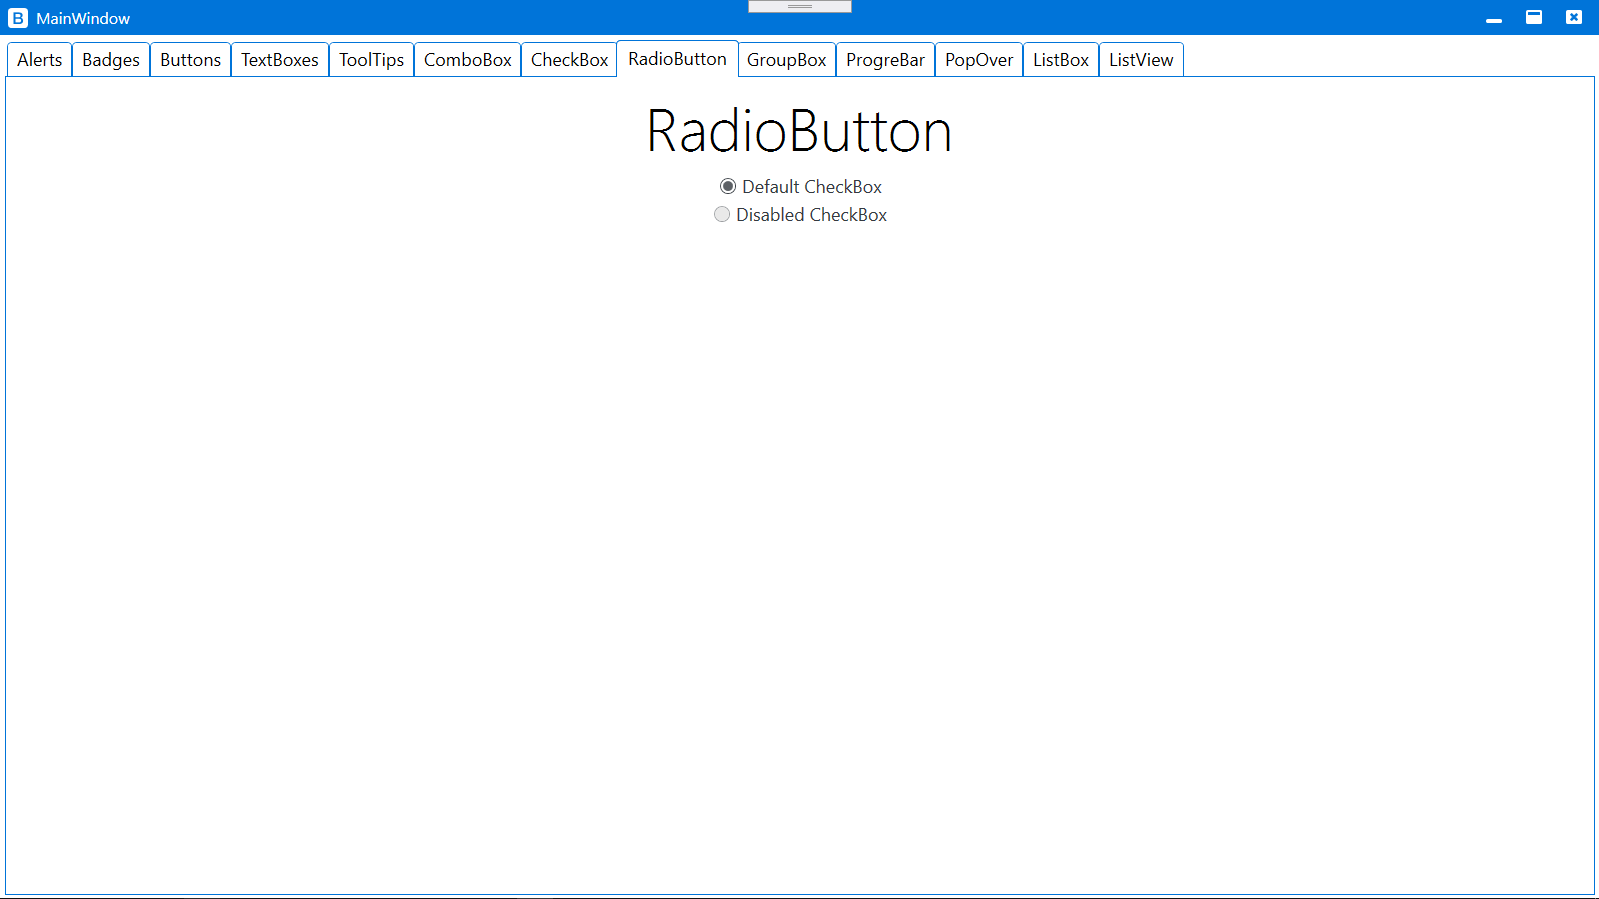 B MainWindow
Alerts Badges Buttons TextBoxes ToolTips ComboBox CheckBox RadioButton GroupBox ProgreBar PopOver ListBox ListView
RadioButton
Default CheckBox
Disabled CheckBox